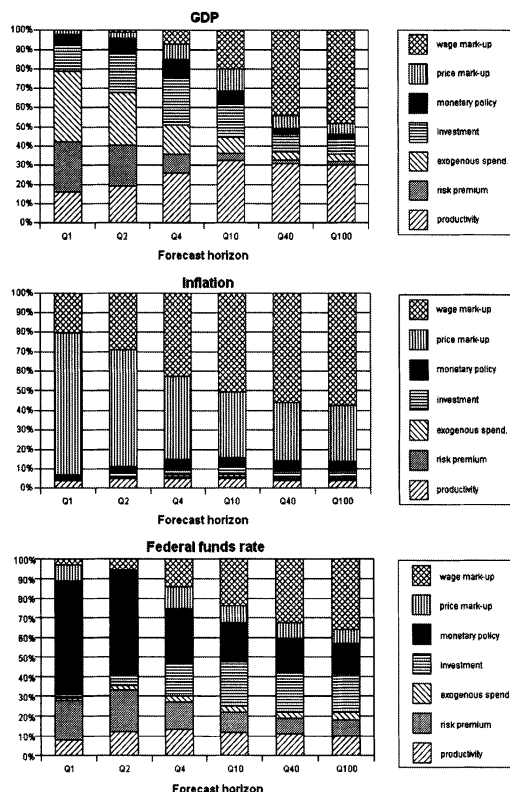 GDP
100%
90%
80%
70%
60%
50%
40%
30%
20%
10%
0%
Q1 Q2 Q4 Q10 Q40 Q100
Forecast horizon
wage mark-up
price mark-up
monetary policy
investment
exogenous spend.
risk premium
productivity
Inflation
100%
90%
80%
70%
60%
50%
40%
30%
20%
10%
0%
Q1 Q2 Q4 Q10 Q40 Q100
Forecast horizon
wage mark-up
price mark-up
monetary policy
investment
exogenous spend.
risk premium
productivity
Federal funds rate
100%
90%
80%
70%
60%
50%
40%
30%
20%
10%
0%
Q1 Q2 Q4 Q10 Q40 Q100
Forecast horizon
wage mark-up
price mark-up
monetary policy
investment
exogenous spend.
risk premium
productivity